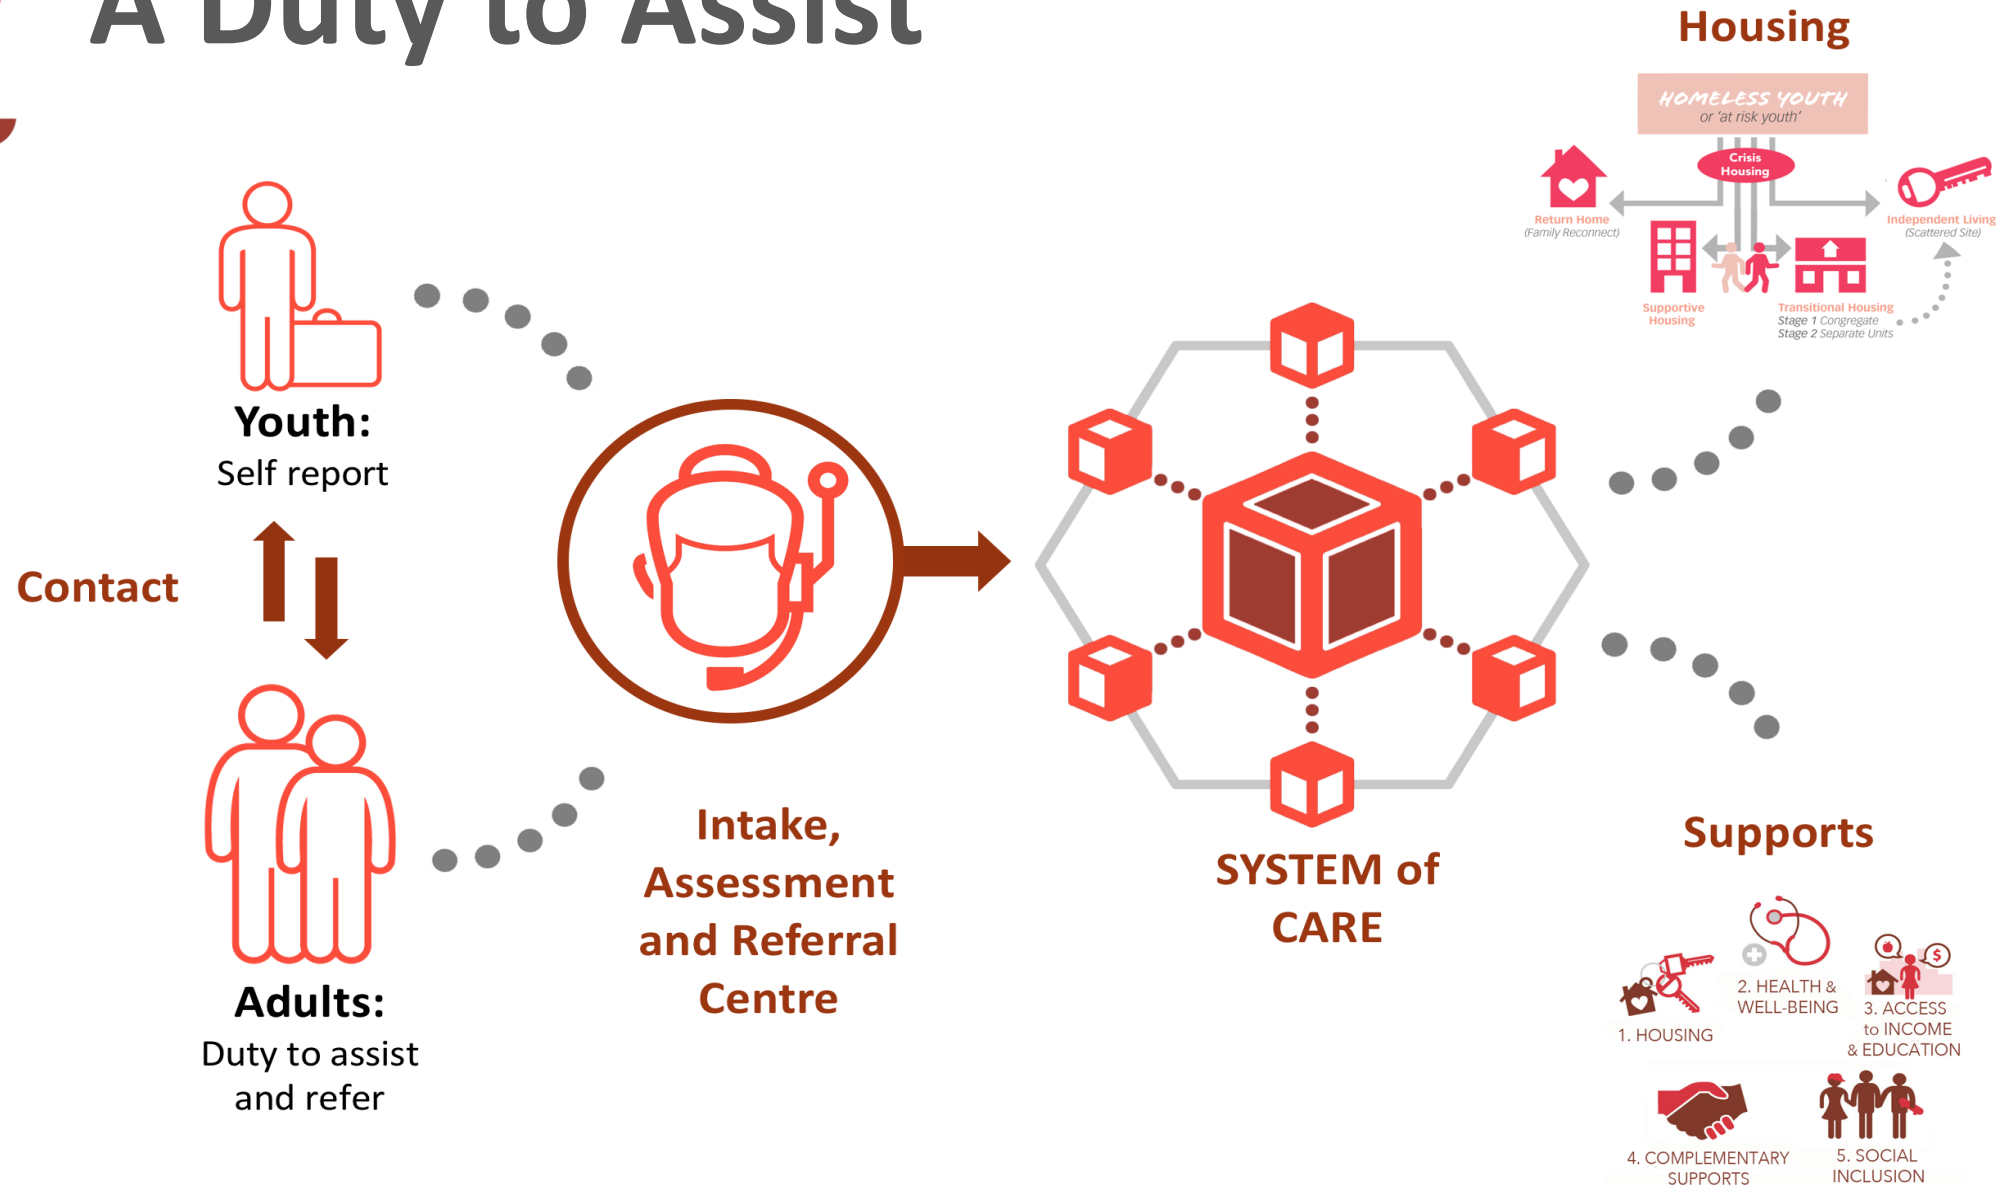 A Duty to Assist
Youth:
Self report
Contact
Adults:
Duty to assist
and refer
Intake,
Assessment
and Referral
Centre
SYSTEM of
CARE
Housing
HOMELESS YOUTH
or 'at risk youth'
Crisis
Housing
Return Home
(Family Reconnect)
Independent Living
(Scattered Site)
Supportive
Housing
Transitional Housing
Stage 1 Congregate
Stage 2 Separate Units
Supports
1. HOUSING
2. HEALTH &
WELL-BEING
$
3. ACCESS
to INCOME
& EDUCATION
4. COMPLEMENTARY
SUPPORTS
5. SOCIAL
INCLUSION